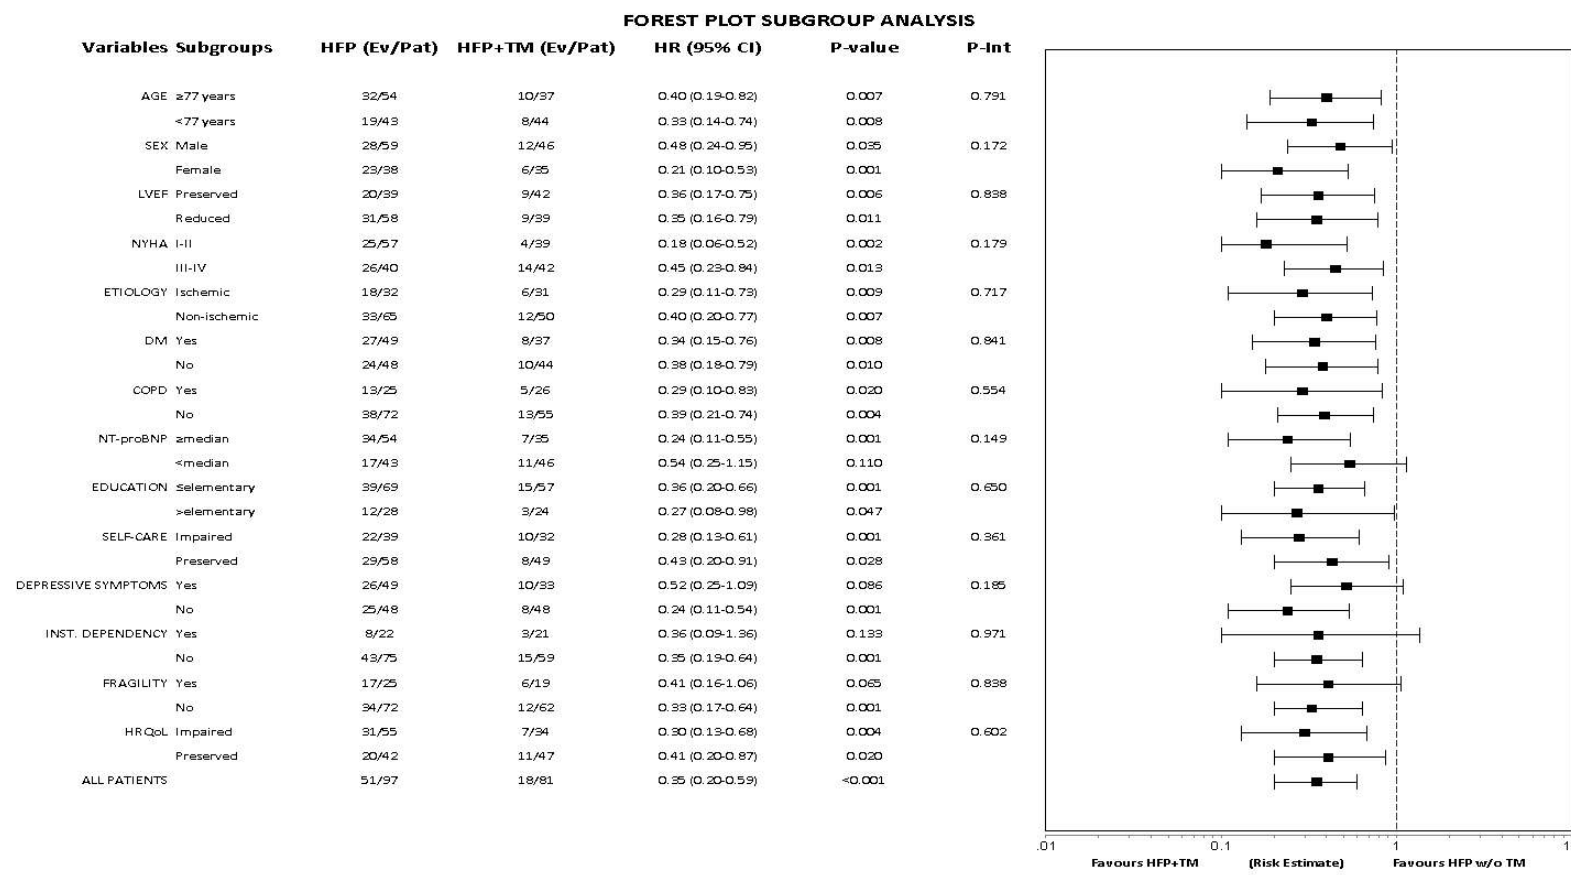 FOREST PLOT SUBGROUP ANALYSIS
Variables Subgroups HFP (Ev/Pat) HFP+TM (Ev/Pat) HR (95% CI) P-value P-Int
AGE ≥77 years 32/54 10/37 0.40 (0.19-0.82) 0.007 0.791
<77 years 19/43 8/44 0.33 (0.14-0.74) 0.008
SEX Male 28/59 12/46 0.48 (0.24-0.95) 0.035 0.172
Female 23/38 6/35 0.21 (0.10-0.53) 0.001
LVEF Preserved 20/39 9/42 0.36 (0.17-0.75) 0.006 0.838
Reduced 31/58 9/39 0.35 (0.16-0.79) 0.011
NYHA I-II 25/57 4/39 0.18 (0.06-0.52) 0.002 0.179
III-IV 26/40 14/42 0.45 (0.23-0.84) 0.013
ETIOLOGY Ischemic 18/32 6/31 0.29 (0.11-0.73) 0.009 0.717
Non-ischemic 33/65 12/50 0.40 (0.20-0.77) 0.007
DM Yes 27/49 8/37 0.34 (0.15-0.76) 0.008 0.841
No 24/48 10/44 0.38 (0.18-0.79) 0.010
COPD Yes 13/25 5/26 0.29 (0.10-0.83) 0.020 0.554
No 38/72 13/55 0.39 (0.21-0.74) 0.004
NT-proBNP ≥median 34/54 7/35 0.24 (0.11-0.55) 0.001 0.149
<median 17/43 11/46 0.54 (0.25-1.15) 0.110
EDUCATION ≤elementary 39/69 15/57 0.36 (0.20-0.66) 0.001 0.650
>elementary 12/28 3/24 0.27 (0.08-0.98) 0.047
SELF-CARE Impaired 22/39 10/32 0.28 (0.13-0.61) 0.001 0.361
Preserved 29/58 8/49 0.43 (0.20-0.91) 0.028
DEPRESSIVE SYMPTOMS Yes 26/49 10/33 0.52 (0.25-1.09) 0.086 0.185
No 25/48 8/48 0.24 (0.11-0.54) 0.001
INST. DEPENDENCY Yes 8/22 3/21 0.36 (0.09-1.36) 0.133 0.971
No 43/75 15/59 0.35 (0.19-0.64) 0.001
FRAGILITY Yes 17/25 6/19 0.41 (0.16-1.06) 0.065 0.838
No 34/72 12/62 0.33 (0.17-0.64) 0.001
HRQoL Impaired 31/55 7/34 0.30 (0.13-0.68) 0.004 0.602
Preserved 20/42 11/47 0.41 (0.20-0.87) 0.020
ALL PATIENTS 51/97 18/81 0.35 (0.20-0.59) <0.001
.01 0.1 1 1
Favours HFP+TM (Risk Estimate) Favours HFP w/o TM